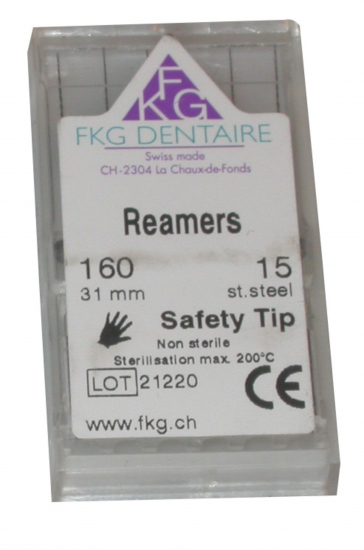 FKG
FKG DENTAIRE
Swiss made
CH-2304 La Chaux-de-Fonds
Reamers
160 15
31 mm st.steel
Safety Tip
Non sterile
Sterilisation max. 200°C
LOT 21220 CE
www.fkg.ch